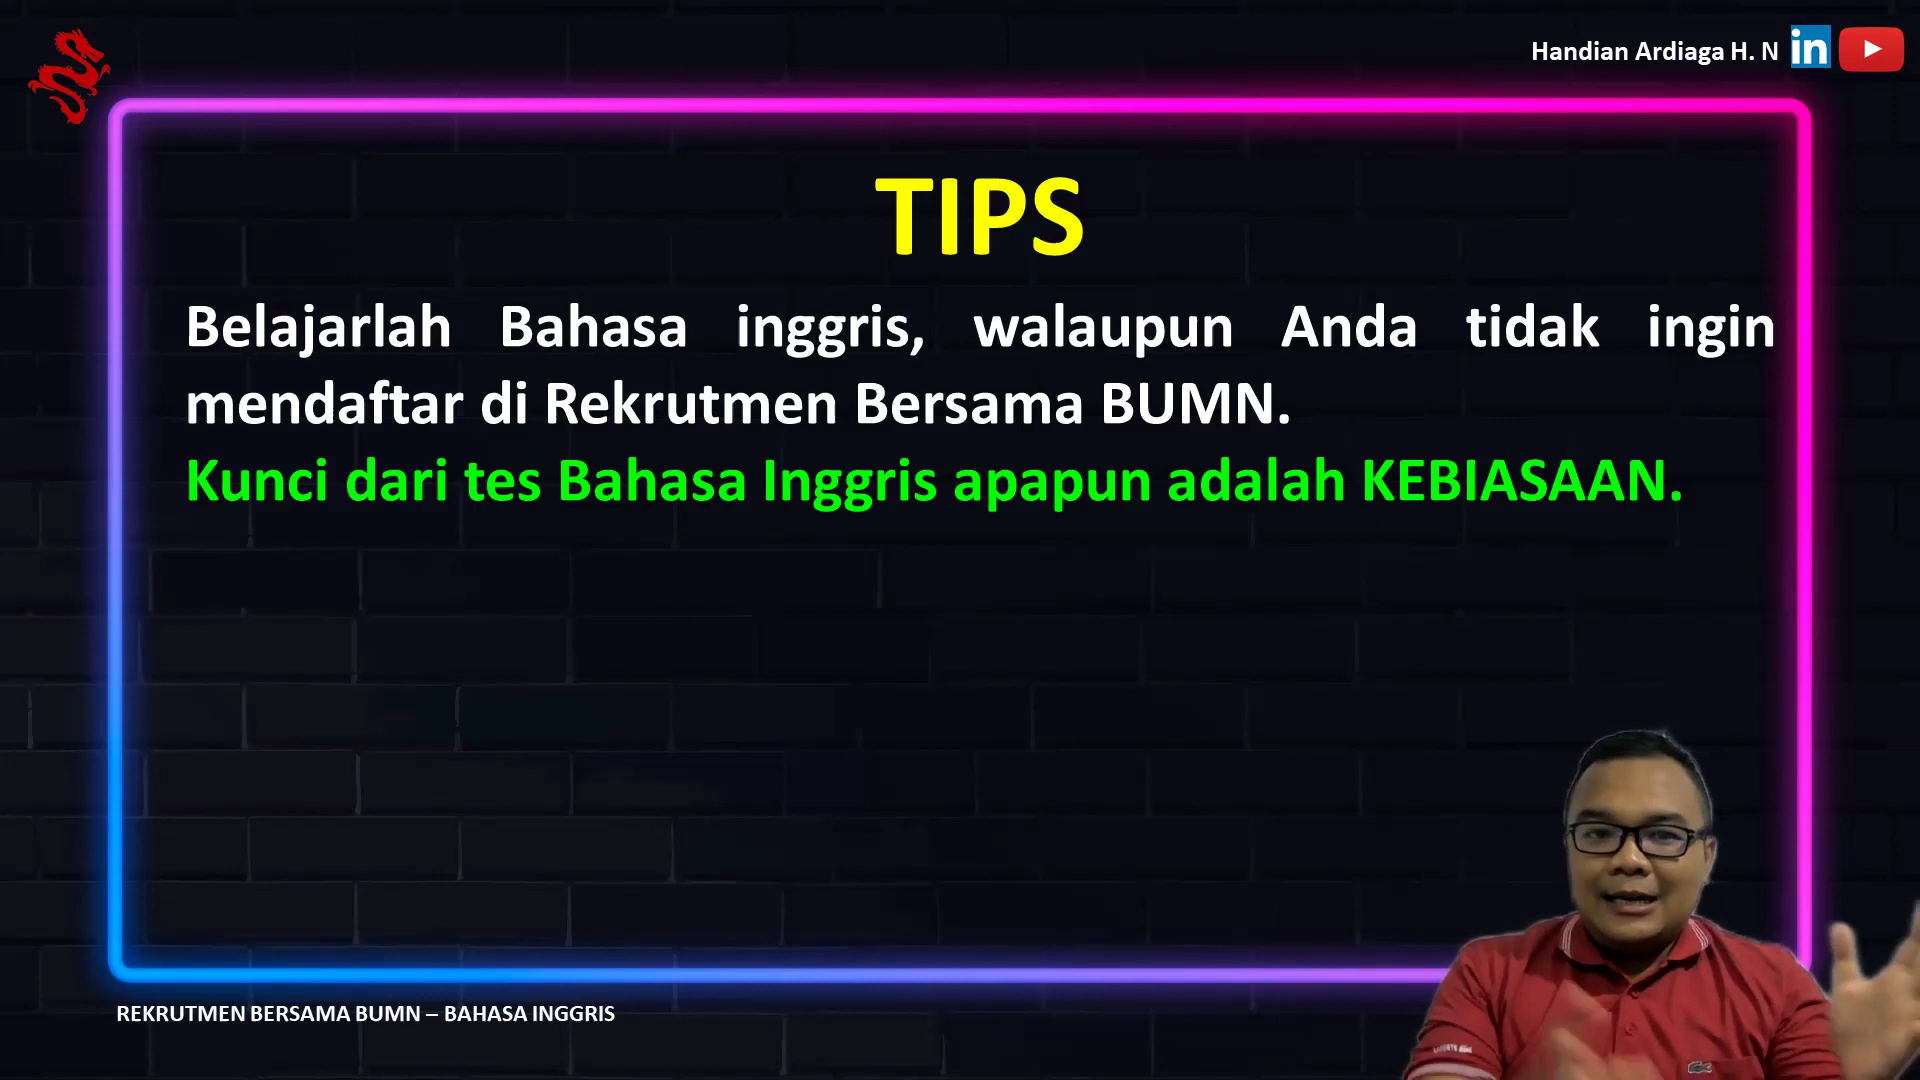 Handian Ardiaga H. N
in
TIPS
Belajarlah Bahasa inggris, walaupun Anda tidak ingin
mendaftar di Rekrutmen Bersama BUMN.
Kunci dari tes Bahasa Inggris apapun adalah KEBIASAAN.
REKRUTMEN BERSAMA BUMN – BAHASA INGGRIS